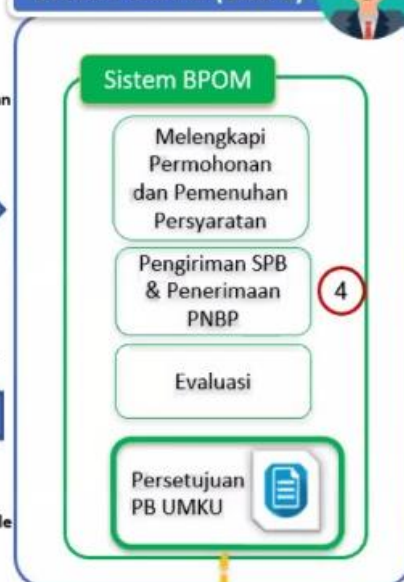 Sistem BPOM
Melengkapi
Permohonan
dan Pemenuhan
Persyaratan
Pengiriman SPB
& Penerimaan
PNBP
4
Evaluasi
Persetujuan
PB UMKU